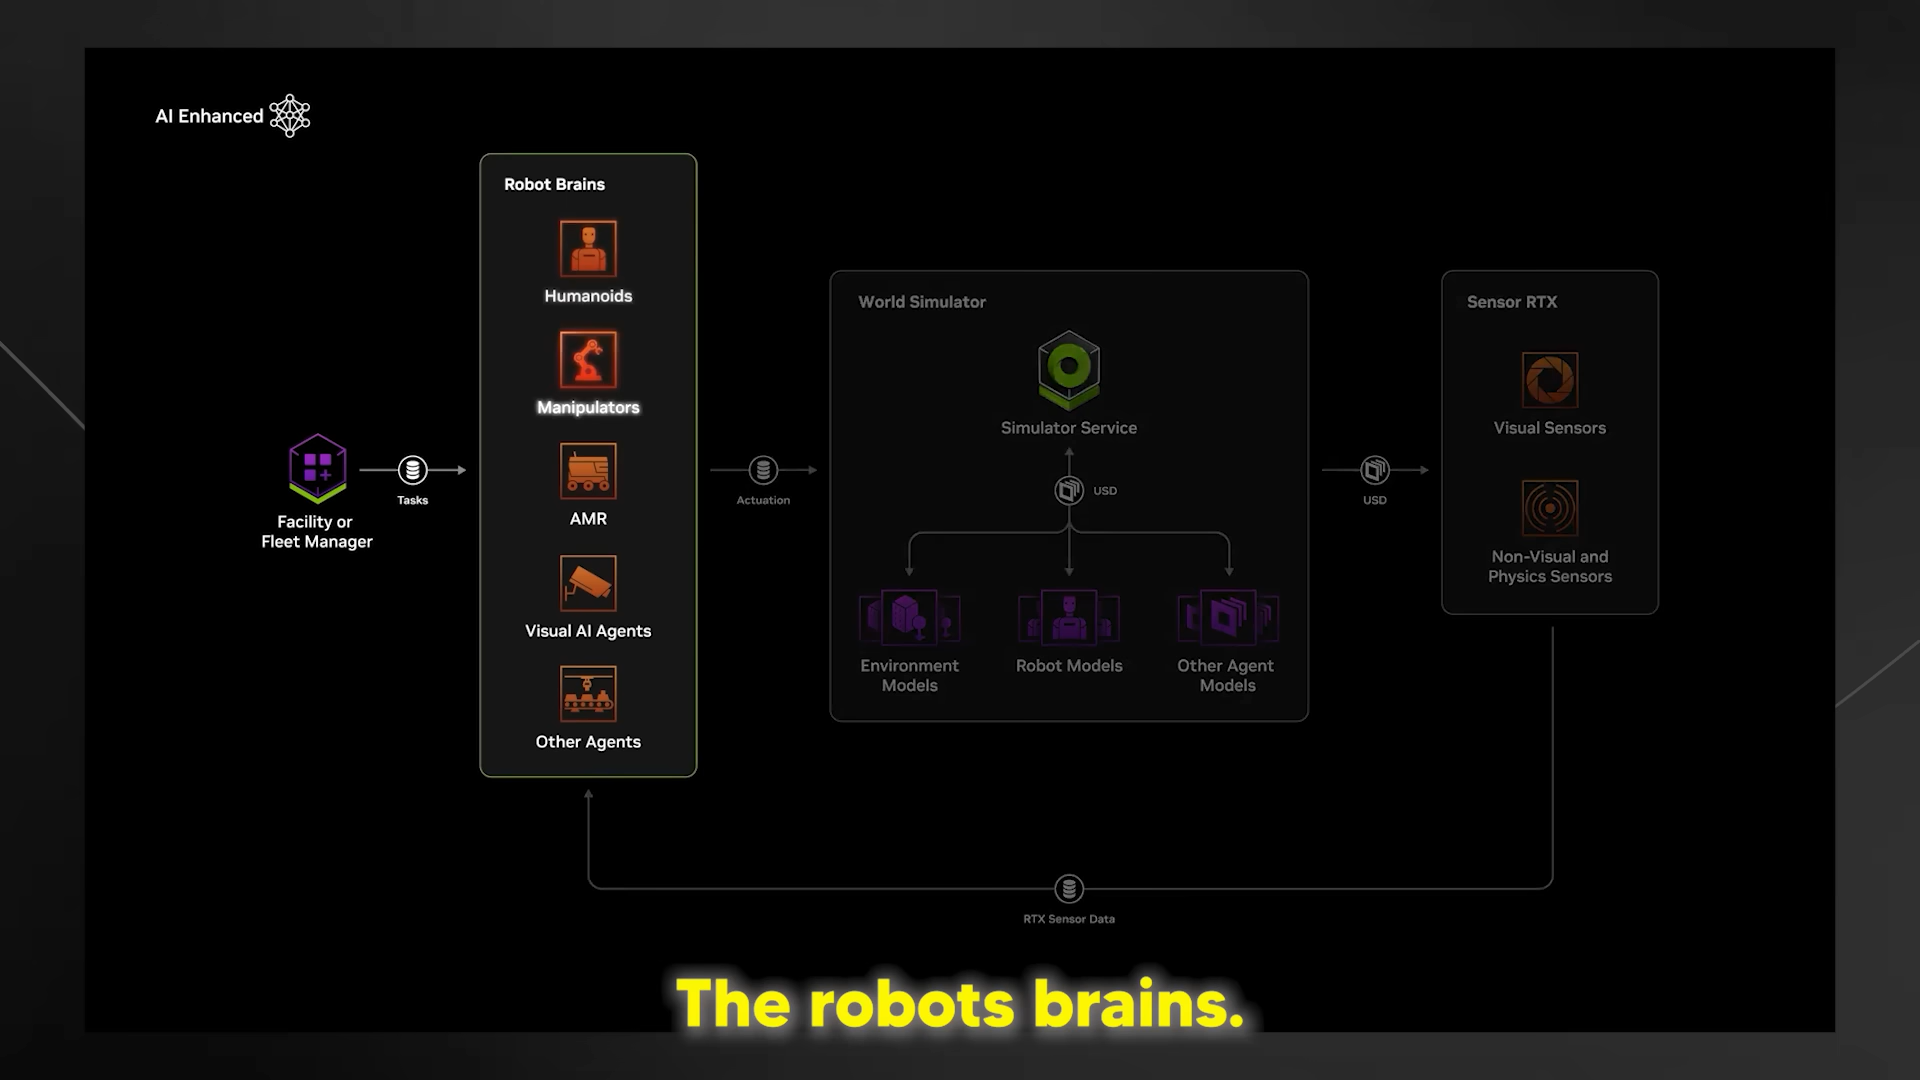 AI Enhanced
Robot Brains
Humanoids
Manipulators
AMR
Visual AI Agents
Other Agents
Facility or
Fleet Manager
Tasks
Actuation
World Simulator
Simulator Service
USD
Environment
Models
Robot Models
Other Agent
Models
USD
Sensor RTX
Visual Sensors
Non-Visual and
Physics Sensors
RTX Sensor Data
The robots brains.